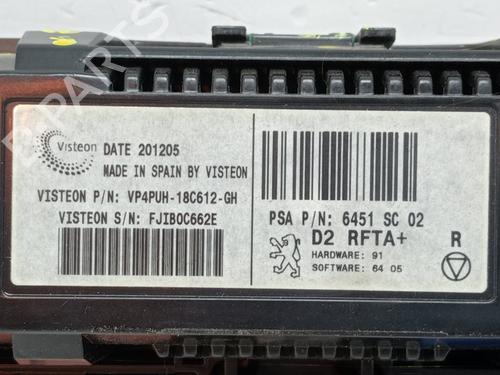 Visteon
DATE 201205
MADE IN SPAIN BY VISTEON
VISTEON P/N: VP4PUH-18C612-GH
VISTEON S/N: FJIB0C662E
PSA P/N: 6451 SC 02
D2 RFTA+
R
HARDWARE: 91
SOFTWARE: 64 05
B-PARTS